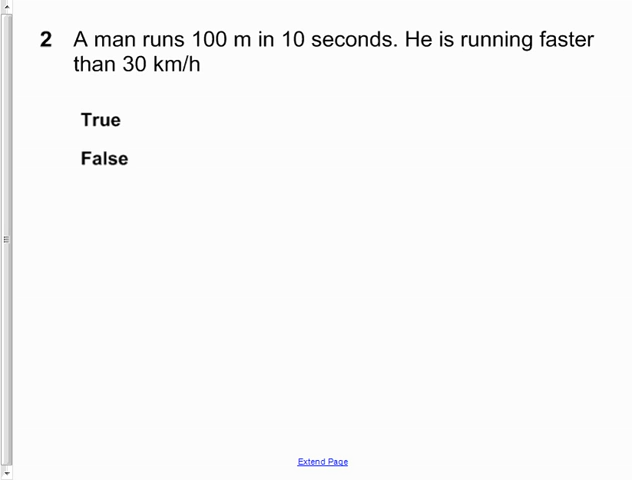 2 A man runs 100 m in 10 seconds. He is running faster
than 30 km/h
True
False
Extend Page